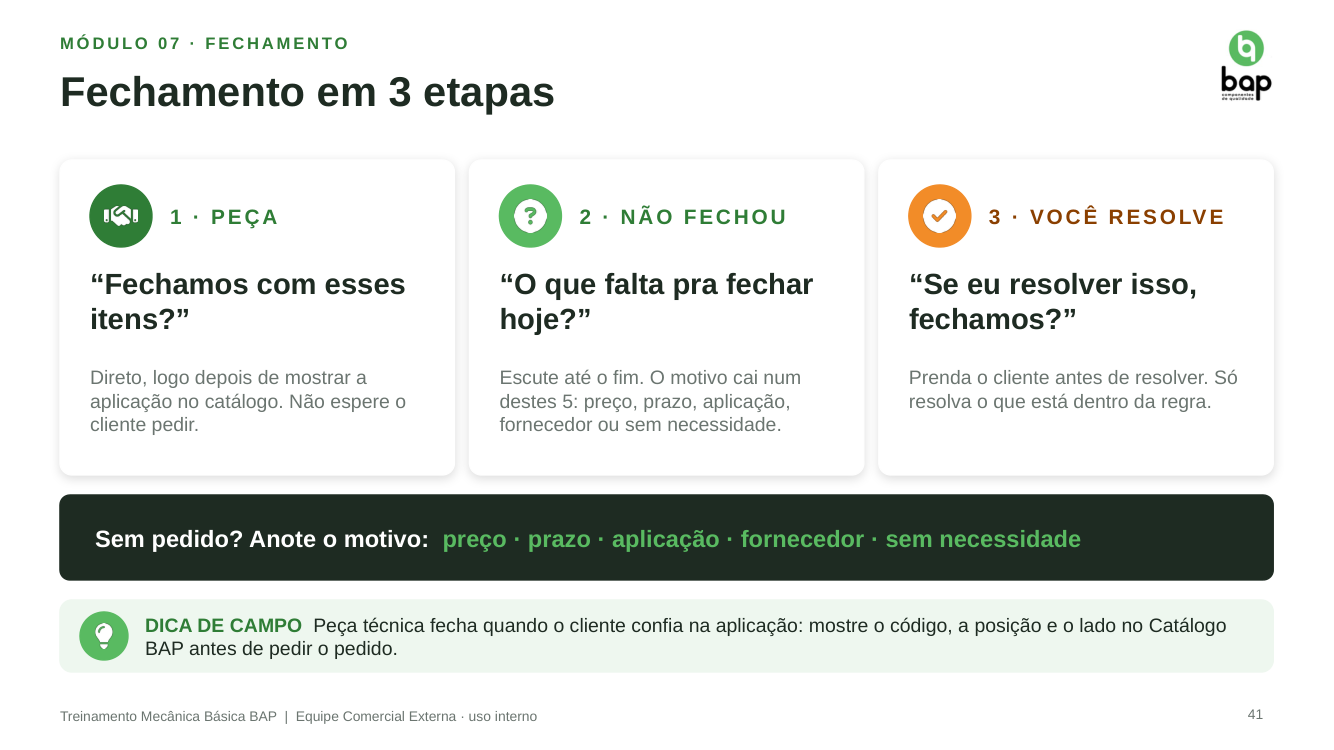 MÓDULO 07 · FECHAMENTO
Fechamento em 3 etapas
bap
componentes
de qualidade
1 · PEÇA
“Fechamos com esses
itens?”
Direto, logo depois de mostrar a
aplicação no catálogo. Não espere o
cliente pedir.
2 · NÃO FECHOU
“O que falta pra fechar
hoje?”
Escute até o fim. O motivo cai num
destes 5: preço, prazo, aplicação,
fornecedor ou sem necessidade.
3 · VOCÊ RESOLVE
“Se eu resolver isso,
fechamos?”
Prenda o cliente antes de resolver. Só
resolva o que está dentro da regra.
Sem pedido? Anote o motivo: preço · prazo · aplicação · fornecedor · sem necessidade
DICA DE CAMPO Peça técnica fecha quando o cliente confia na aplicação: mostre o código, a posição e o lado no Catálogo
BAP antes de pedir o pedido.
Treinamento Mecânica Básica BAP | Equipe Comercial Externa · uso interno
41